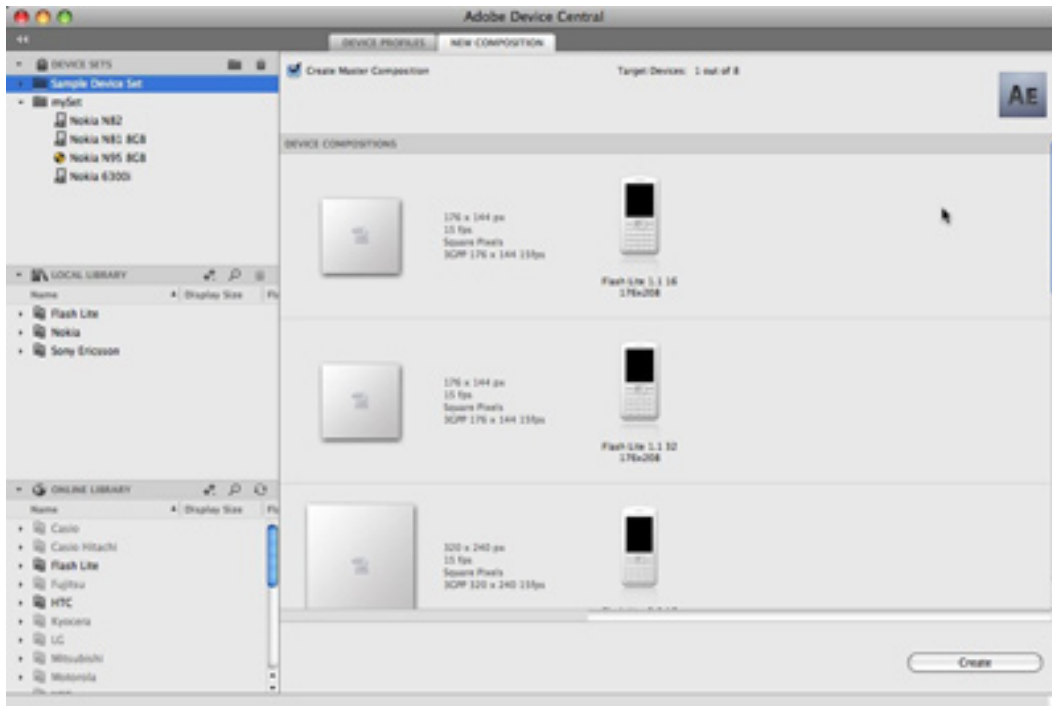 Adobe Device Central
DEVICE PROFILES
NEW COMPOSITION
DEVICE SETS
Sample Device Set
mySet
Nokia N82
Nokia N81 8GB
Nokia N95 8GB
Nokia 6300i
Create Master Composition
Target Devices: 1 out of 8
AE
DEVICE COMPOSITIONS
176 x 144 px
15 fps
Square Pixels
3GPP 176 x 144 15fps
Flash Lite 1.1 16
176x208
LOCAL LIBRARY
Name
Display Size
Fla
Flash Lite
Nokia
Sony Ericsson
176 x 144 px
15 fps
Square Pixels
3GPP 176 x 144 15fps
Flash Lite 1.1 32
176x208
ONLINE LIBRARY
Name
Display Size
Casio
Casio Hitachi
Flash Lite
Fujitsu
HTC
Kyocera
LG
Mitsubishi
Motorola
320 x 240 px
15 fps
Square Pixels
3GPP 320 x 240 15fps
Create